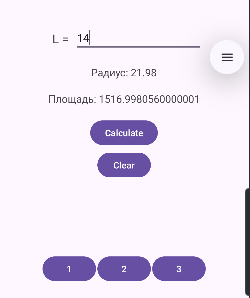 L = 14
Радиус: 21.98
Площадь: 1516.9980560000001
Calculate
Clear
1 2 3